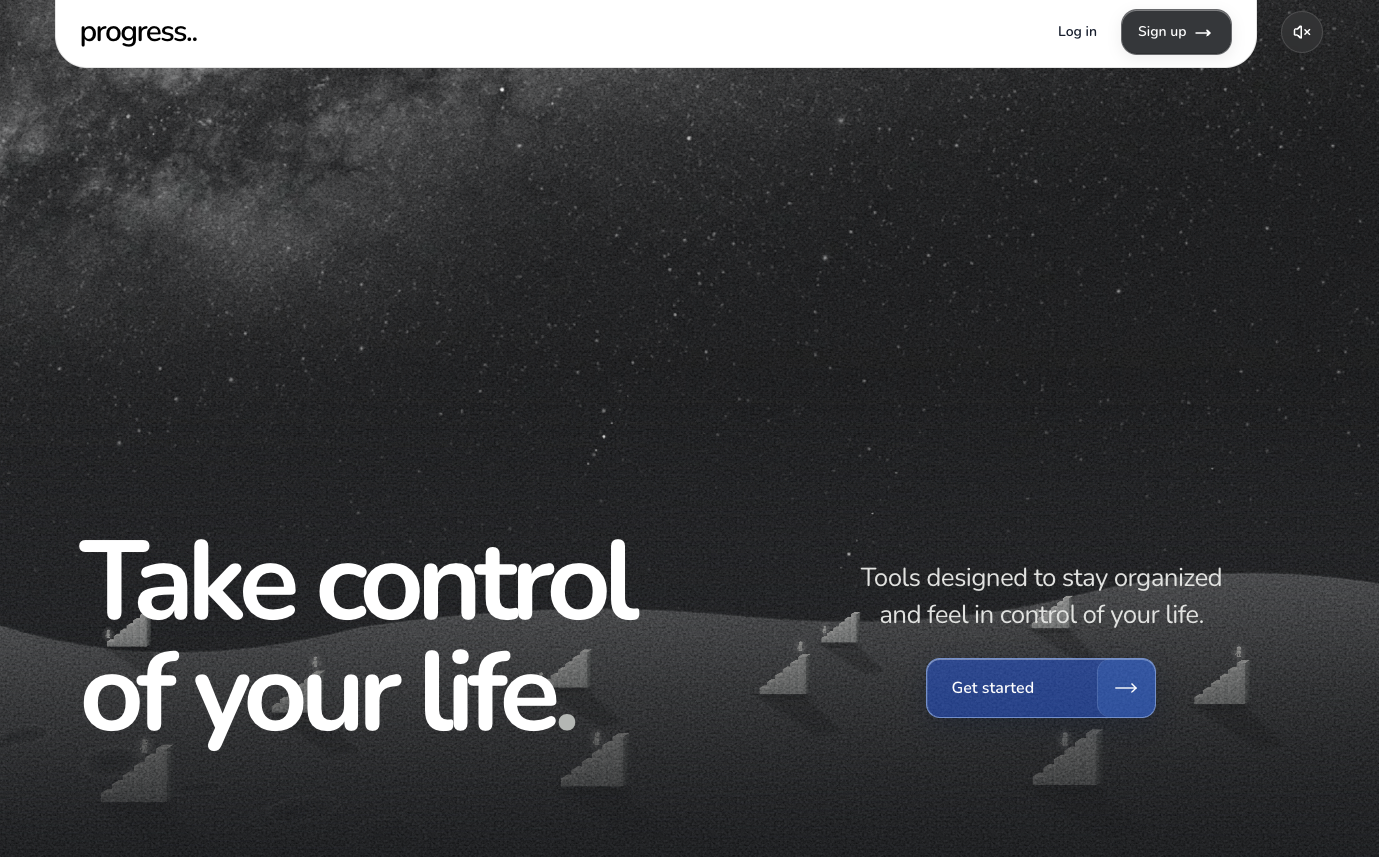 progress..
Log in
Sign up
Take control
of your life.
Tools designed to stay organized
and feel in control of your life.
Get started